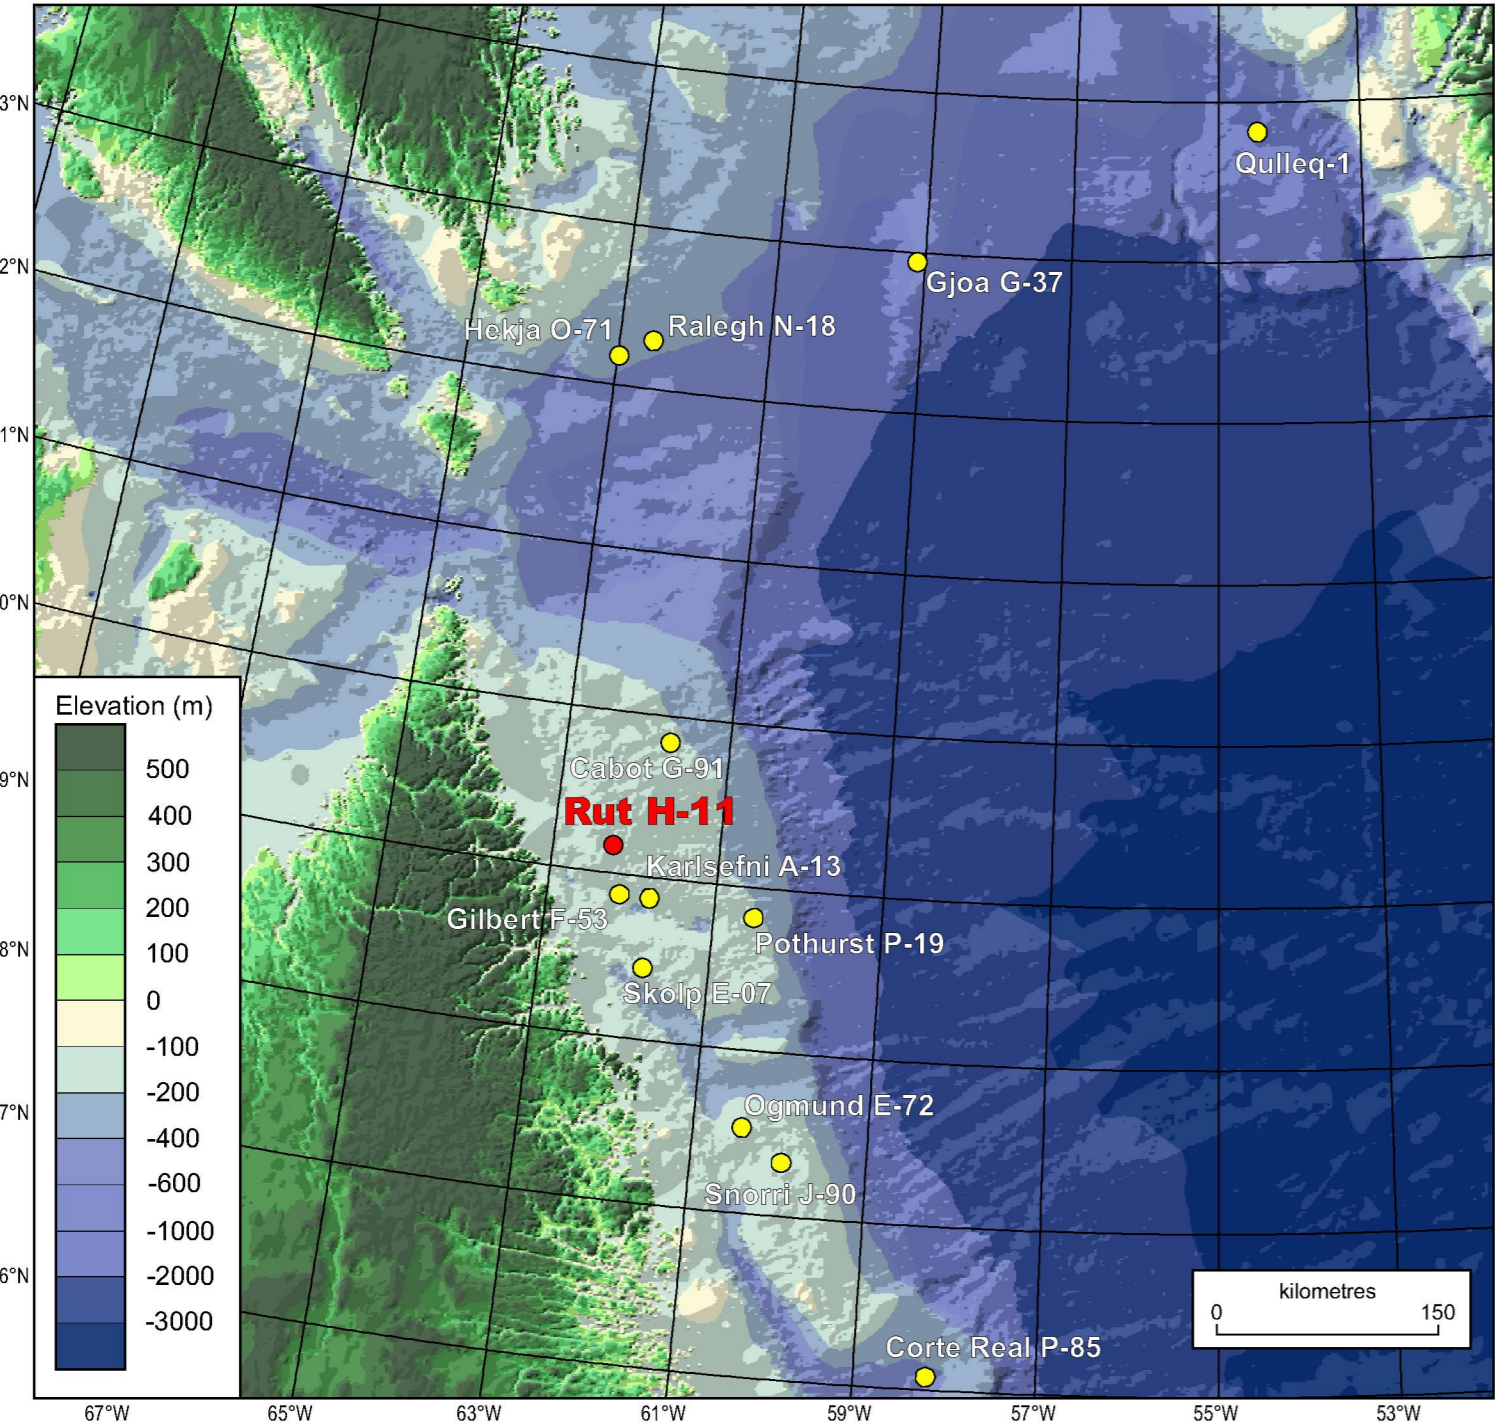 3°N
Qulleq-1
2°N
Gjoa G-37
Hekja O-71
Ralegh N-18
1°N
0°N
Elevation (m)
500
400
300
200
100
0
-100
-200
-400
-600
-1000
-2000
-3000
9°N
Cabot G-91
Rut H-11
Karlsefni A-13
Gilbert F-53
8°N
Pothurst P-19
Skolp E-07
7°N
Ogmund E-72
Snorri J-90
6°N
kilometres
0 150
Corte Real P-85
67°W 65°W 63°W 61°W 59°W 57°W 55°W 53°W